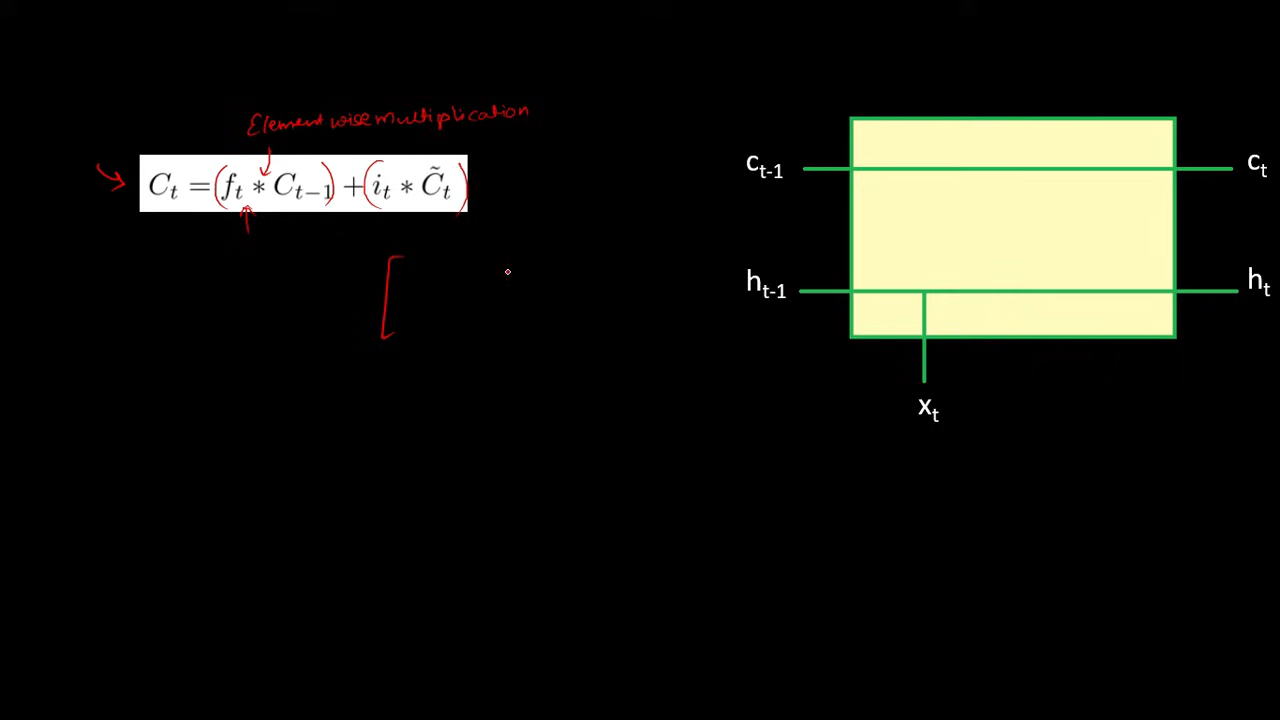 Element wise multiplication
C_t = (f_t * C_{t-1}) + (i_t * C̃_t)
c_{t-1}
c_t
h_{t-1}
h_t
x_t